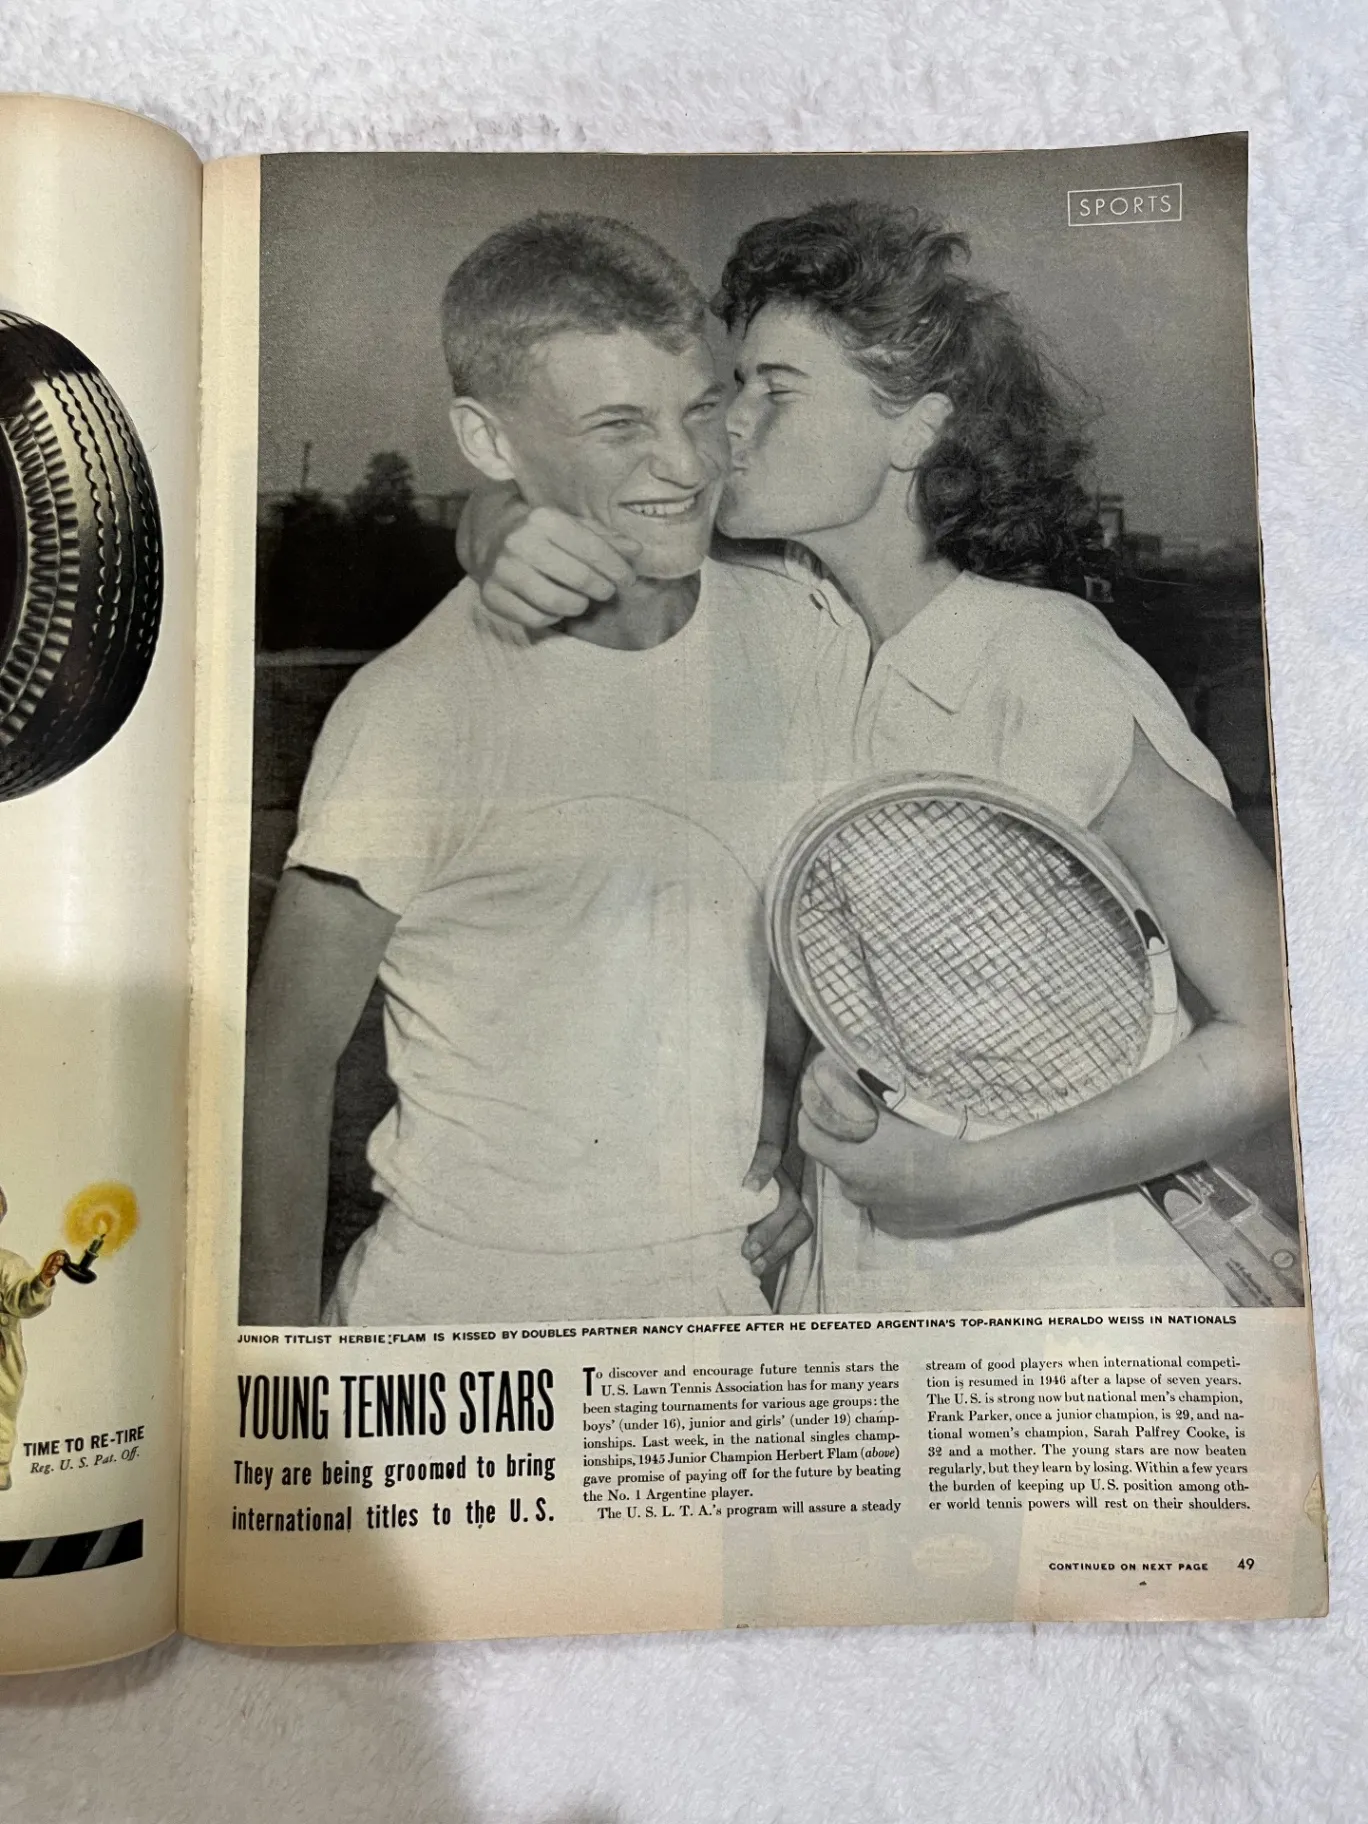 SPORTS
JUNIOR TITLIST HERBIE FLAM IS KISSED BY DOUBLES PARTNER NANCY CHAFFEE AFTER HE DEFEATED ARGENTINA'S TOP-RANKING HERALDO WEISS IN NATIONALS
YOUNG TENNIS STARS
They are being groomed to bring
international titles to the U. S.
To discover and encourage future tennis stars the
U. S. Lawn Tennis Association has for many years
been staging tournaments for various age groups: the
boys' (under 16), junior and girls' (under 19) champ-
ionships. Last week, in the national singles champ-
ionships, 1945 Junior Champion Herbert Flam (above)
gave promise of paying off for the future by beating
the No. 1 Argentine player.
The U. S. L. T. A.'s program will assure a steady
stream of good players when international competi-
tion is resumed in 1946 after a lapse of seven years.
The U. S. is strong now but national men's champion,
Frank Parker, once a junior champion, is 29, and na-
tional women's champion, Sarah Palfrey Cooke, is
32 and a mother. The young stars are now beaten
regularly, but they learn by losing. Within a few years
the burden of keeping up U. S. position among oth-
er world tennis powers will rest on their shoulders.
CONTINUED ON NEXT PAGE 49
TIME TO RE-TIRE
Reg. U. S. Pat. Off.